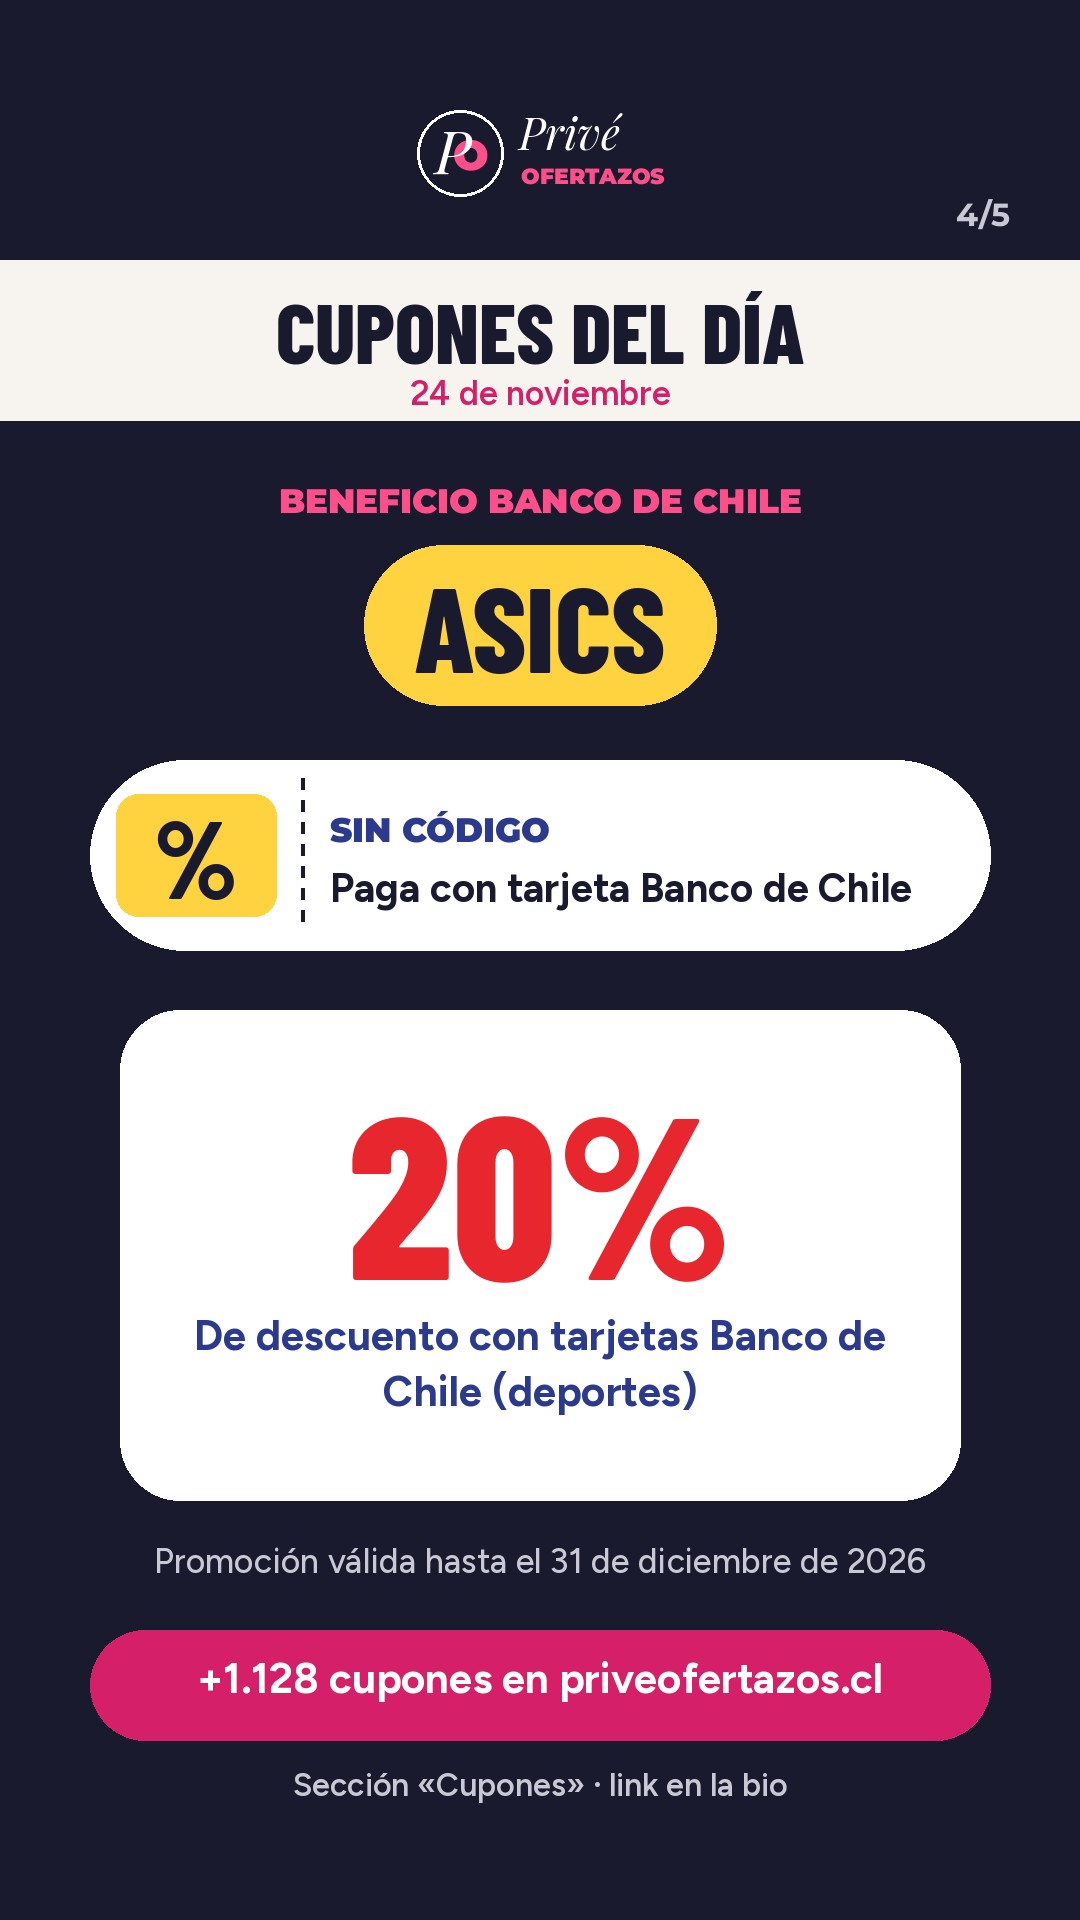 Po
Privé
OFERTAZOS
4/5
CUPONES DEL DÍA
24 de noviembre
BENEFICIO BANCO DE CHILE
ASICS
%
SIN CÓDIGO
Paga con tarjeta Banco de Chile
20%
De descuento con tarjetas Banco de
Chile (deportes)
Promoción válida hasta el 31 de diciembre de 2026
+1.128 cupones en priveofertazos.cl
Sección «Cupones» · link en la bio